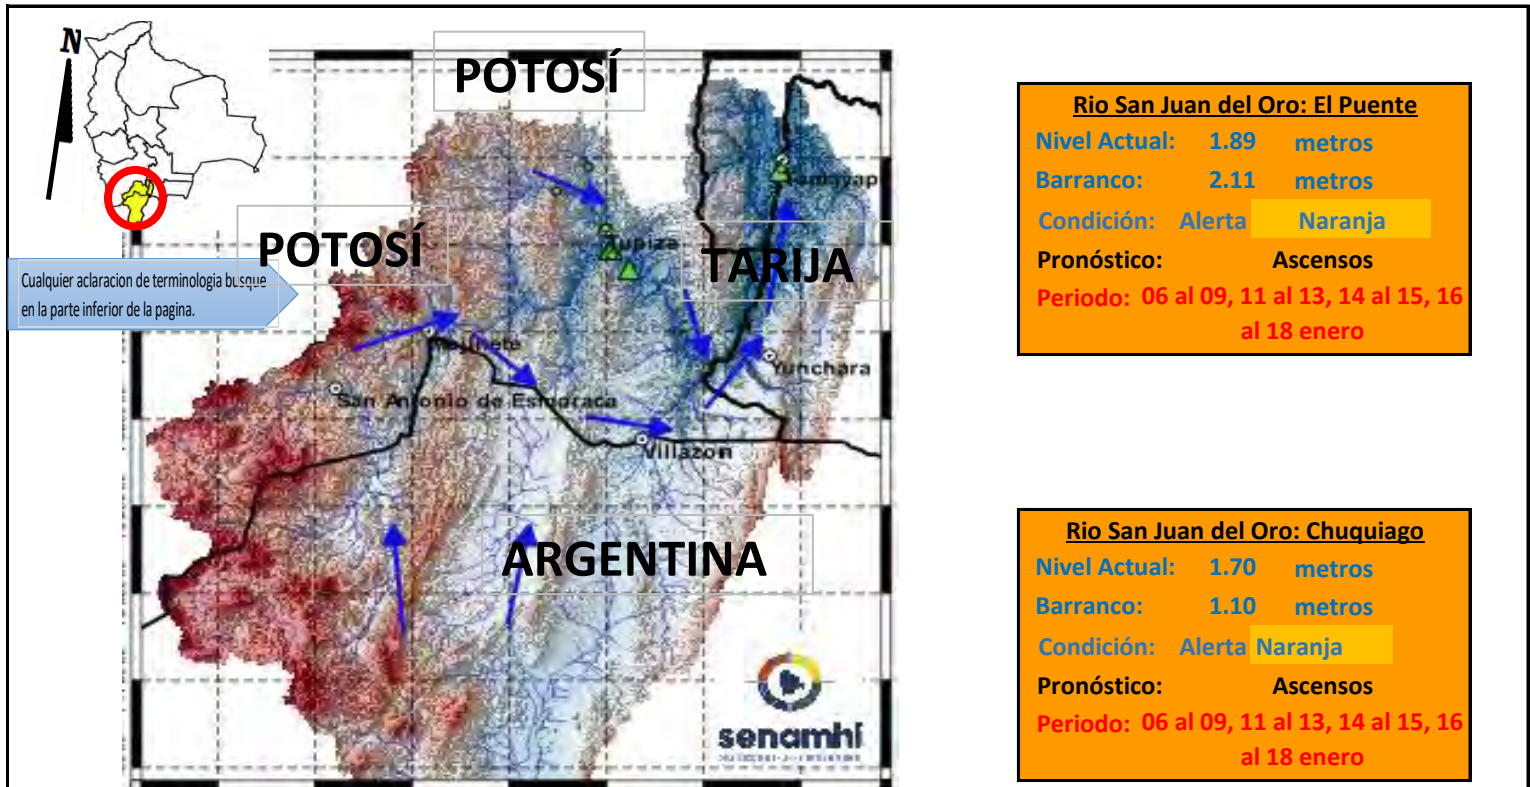 N
POTOSÍ
POTOSÍ
TARIJA
ARGENTINA
Cualquier aclaracion de terminologia busque
en la parte inferior de la pagina.
Tupiza
San Antonio de Esmoraca
Villazon
Yunchara
senamhi
Rio San Juan del Oro: El Puente
Nivel Actual: 1.89 metros
Barranco: 2.11 metros
Condición: Alerta Naranja
Pronóstico: Ascensos
Periodo: 06 al 09, 11 al 13, 14 al 15, 16
al 18 enero
Rio San Juan del Oro: Chuquiago
Nivel Actual: 1.70 metros
Barranco: 1.10 metros
Condición: Alerta Naranja
Pronóstico: Ascensos
Periodo: 06 al 09, 11 al 13, 14 al 15, 16
al 18 enero